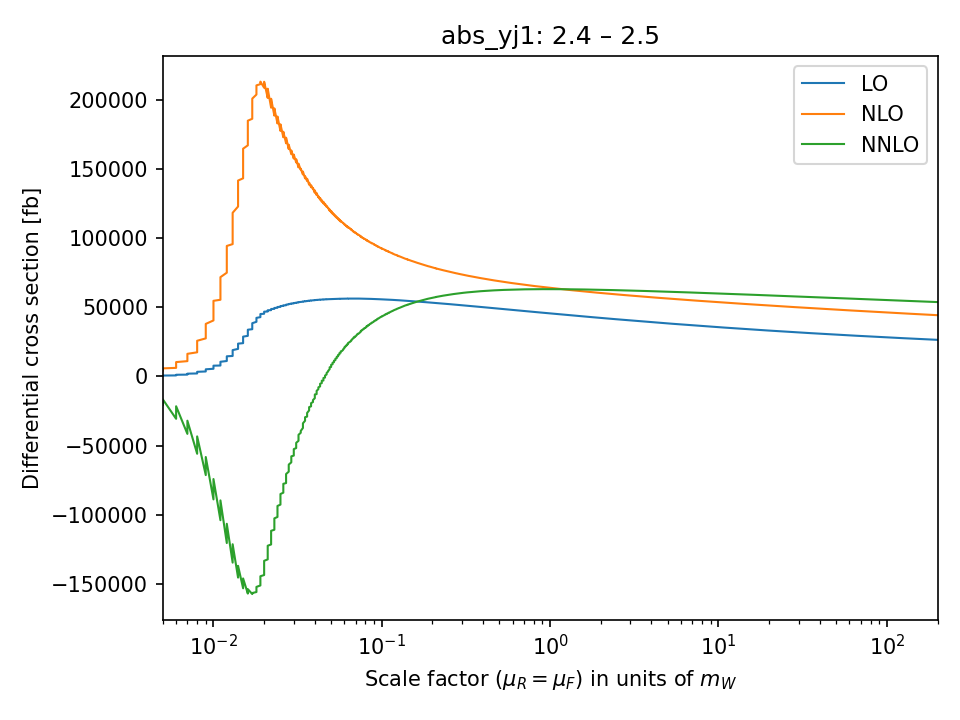 abs_yj1: 2.4 – 2.5
LO
NLO
NNLO
200000
150000
100000
50000
0
−50000
−100000
−150000
Differential cross section [fb]
10⁻²
10⁻¹
10⁰
10¹
10²
Scale factor (μ_R = μ_F) in units of m_W